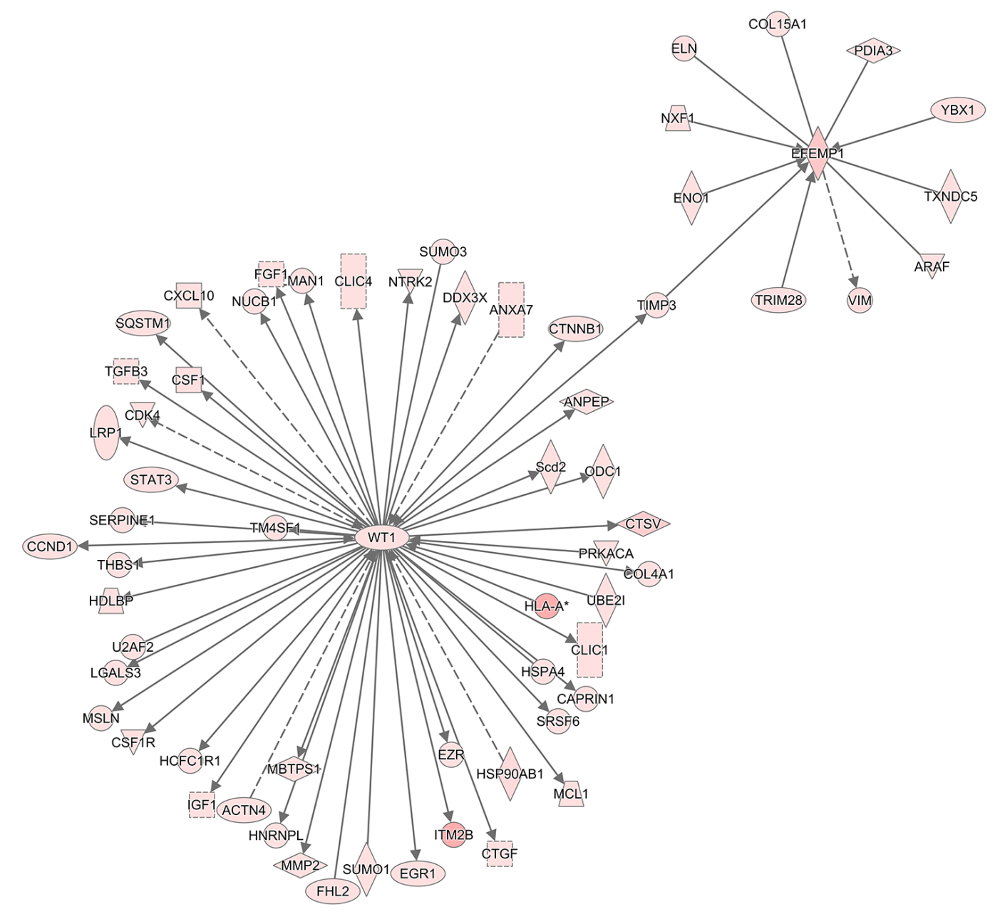 COL15A1
ELN
PDIA3
YBX1
NXF1
EFEMP1
ENO1
TXNDC5
SUMO3
ARAF
FGF1
MAN1
CLIC4
NTRK2
CXCL10
NUCB1
DDX3X
TRIM28
VIM
TIMP3
ANXA7
SQSTM1
CTNNB1
TGFB3
CSF1
ANPEP
CDK4
LRP1
Scd2
ODC1
STAT3
SERPINE1
TM4SF1
CTSV
WT1
CCND1
PRKACA
THBS1
COL4A1
HDLBP
UBE2I
HLA-A*
U2AF2
CLIC1
LGALS3
HSPA4
CAPRIN1
MSLN
SRSF6
CSF1R
EZR
HCFC1R1
MBTPS1
HSP90AB1
MCL1
IGF1
ACTN4
HNRNPL
ITM2B
CTGF
MMP2
SUMO1
EGR1
FHL2